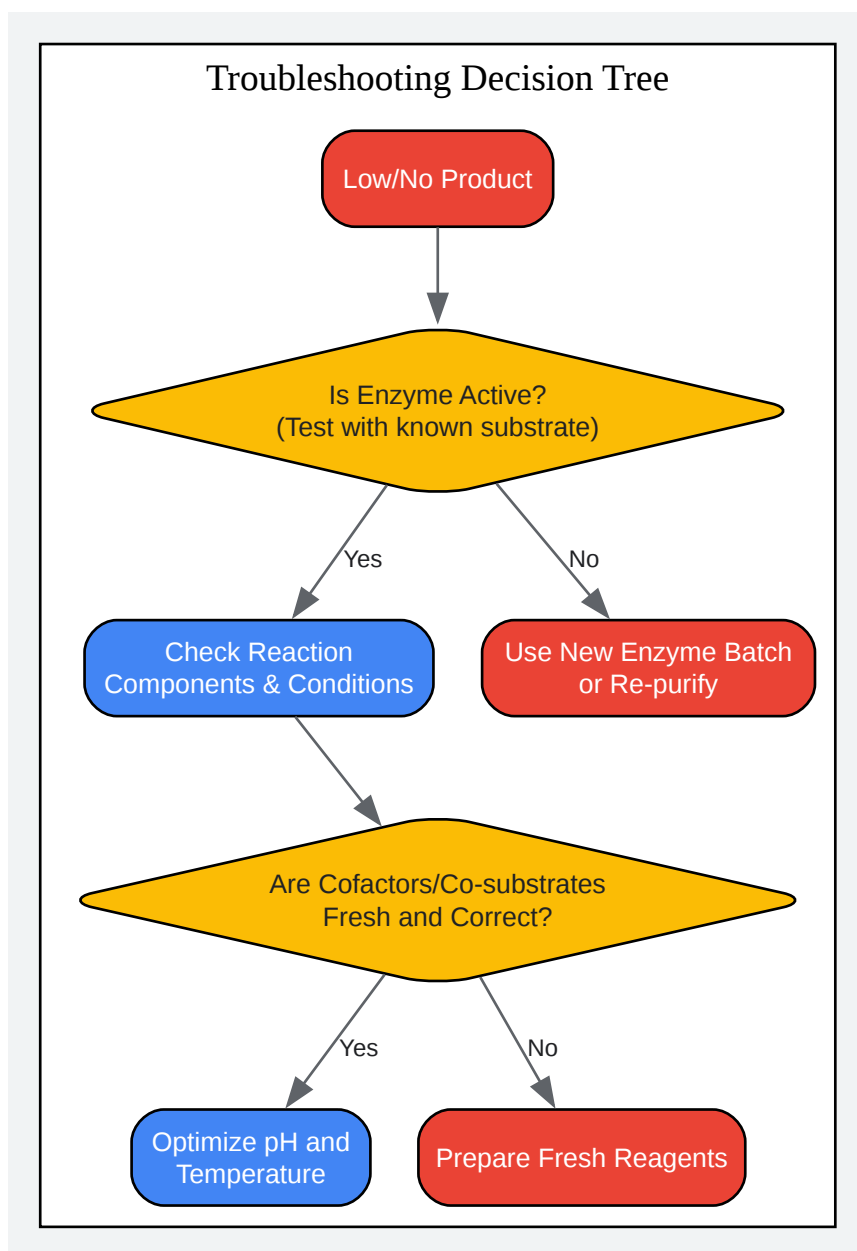 Troubleshooting Decision Tree
Low/No Product
Is Enzyme Active?
(Test with known substrate)
Yes
No
Check Reaction
Components & Conditions
Use New Enzyme Batch
or Re-purify
Are Cofactors/Co-substrates
Fresh and Correct?
Yes
No
Optimize pH and
Temperature
Prepare Fresh Reagents